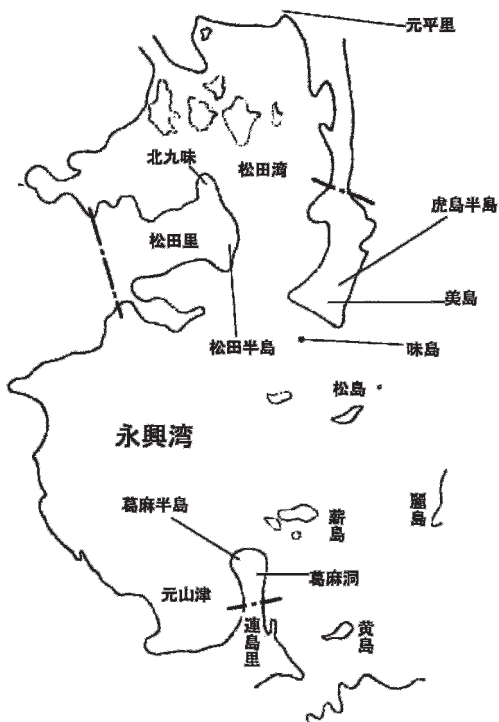 元平里
北九味
松田湾
虎島半島
松田里
美島
松田半島
味島
松島
永興湾
麗島
葛麻半島
薪島
葛麻洞
元山津
連島里
黄島